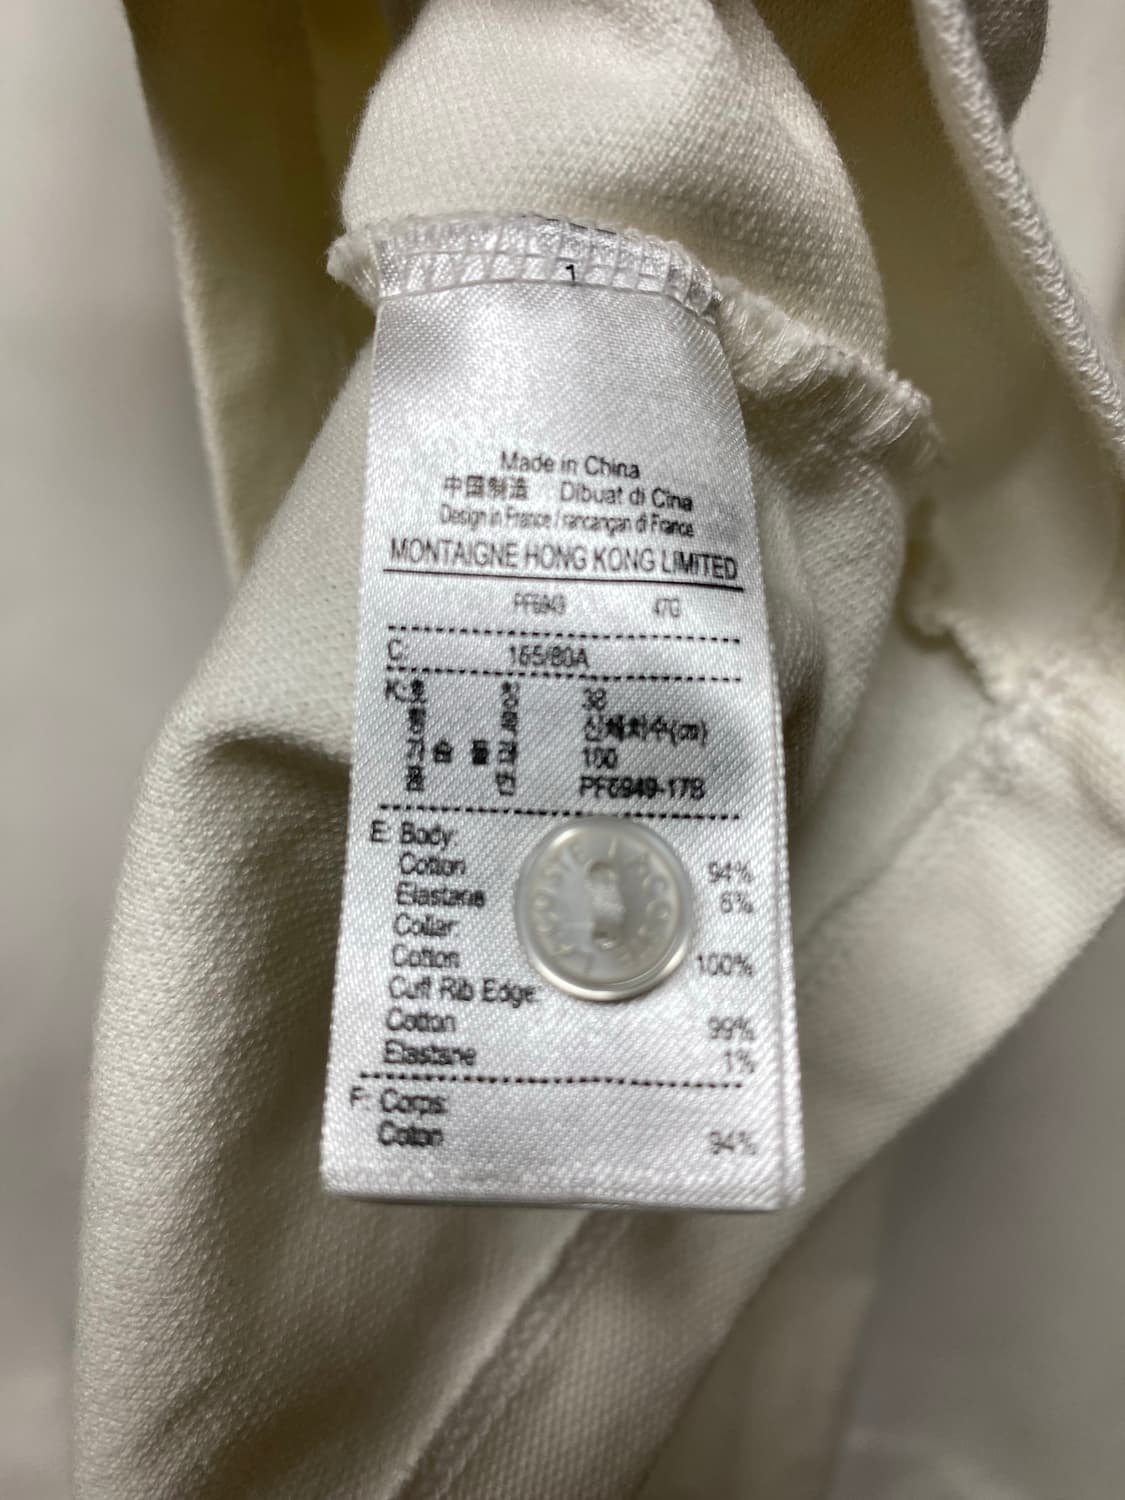 1
Made in China
中国制造 Dibuat di Cina
Design in France / rancangan di France
MONTAIGNE HONG KONG LIMITED
PF6949 47G
C: 165/80A
K:
38
신체치수(cm)
100
PF6949-17B
E: Body:
Cotton 94%
Elastane 6%
Collar
Cotton 100%
Cuff Rib Edge:
Cotton 99%
Elastane 1%
F: Corps:
Coton 94%